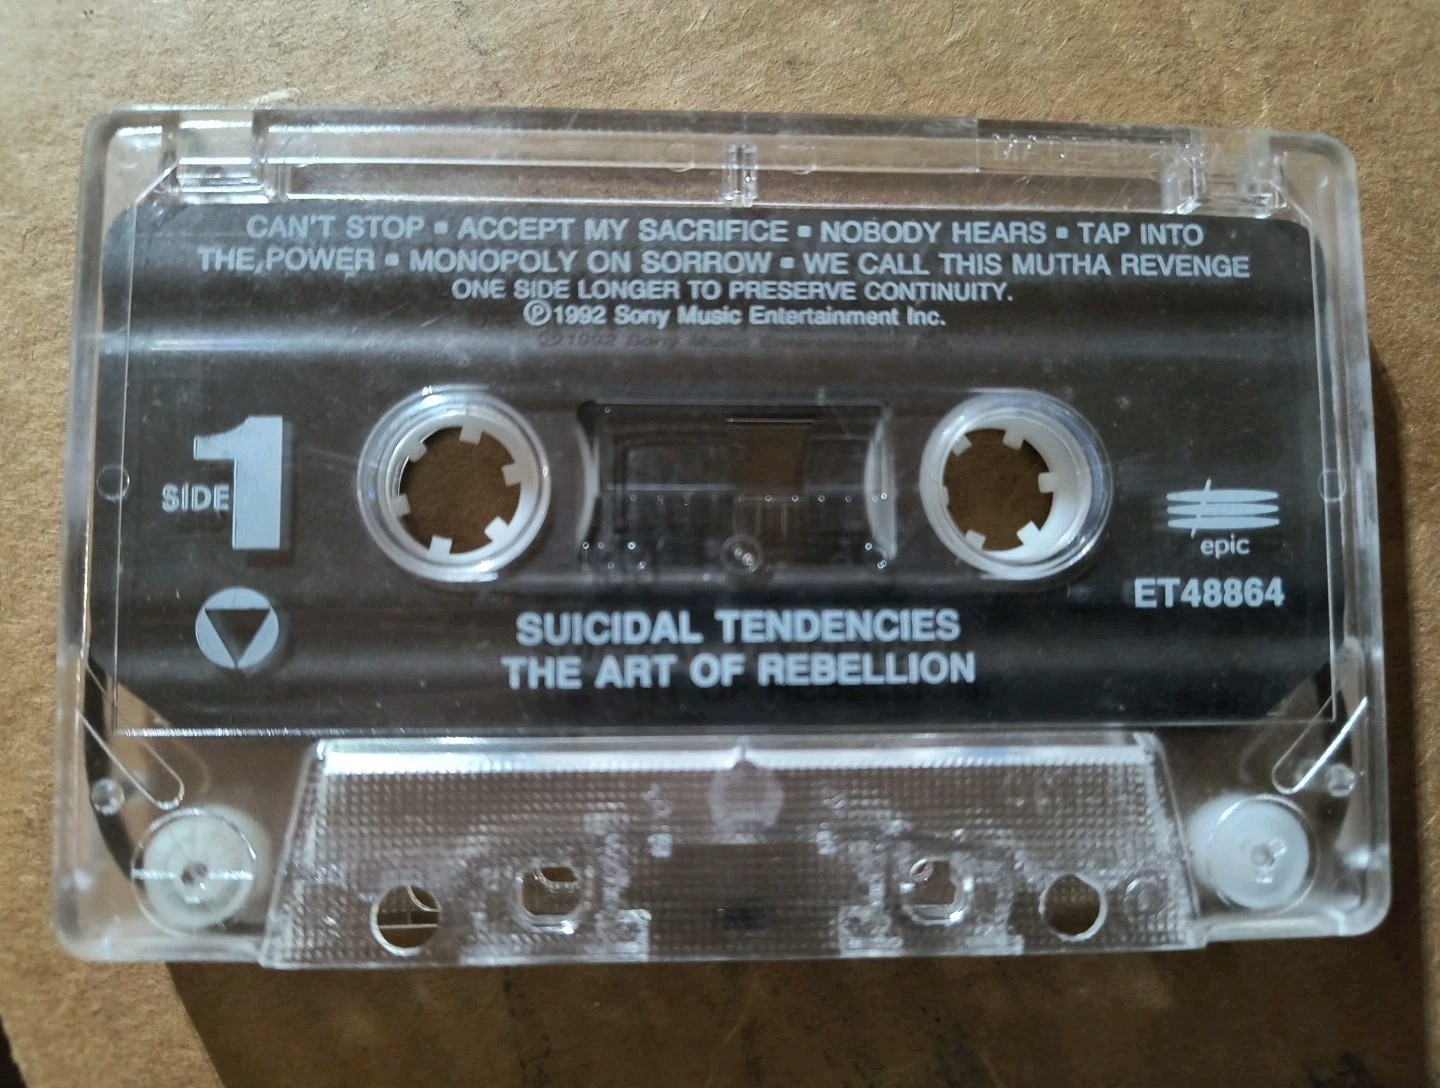 CAN'T STOP ▪ ACCEPT MY SACRIFICE ▪ NOBODY HEARS ▪ TAP INTO
THE POWER ▪ MONOPOLY ON SORROW ▪ WE CALL THIS MUTHA REVENGE
ONE SIDE LONGER TO PRESERVE CONTINUITY.
℗1992 Sony Music Entertainment Inc.
SIDE 1
epic
ET48864
SUICIDAL TENDENCIES
THE ART OF REBELLION